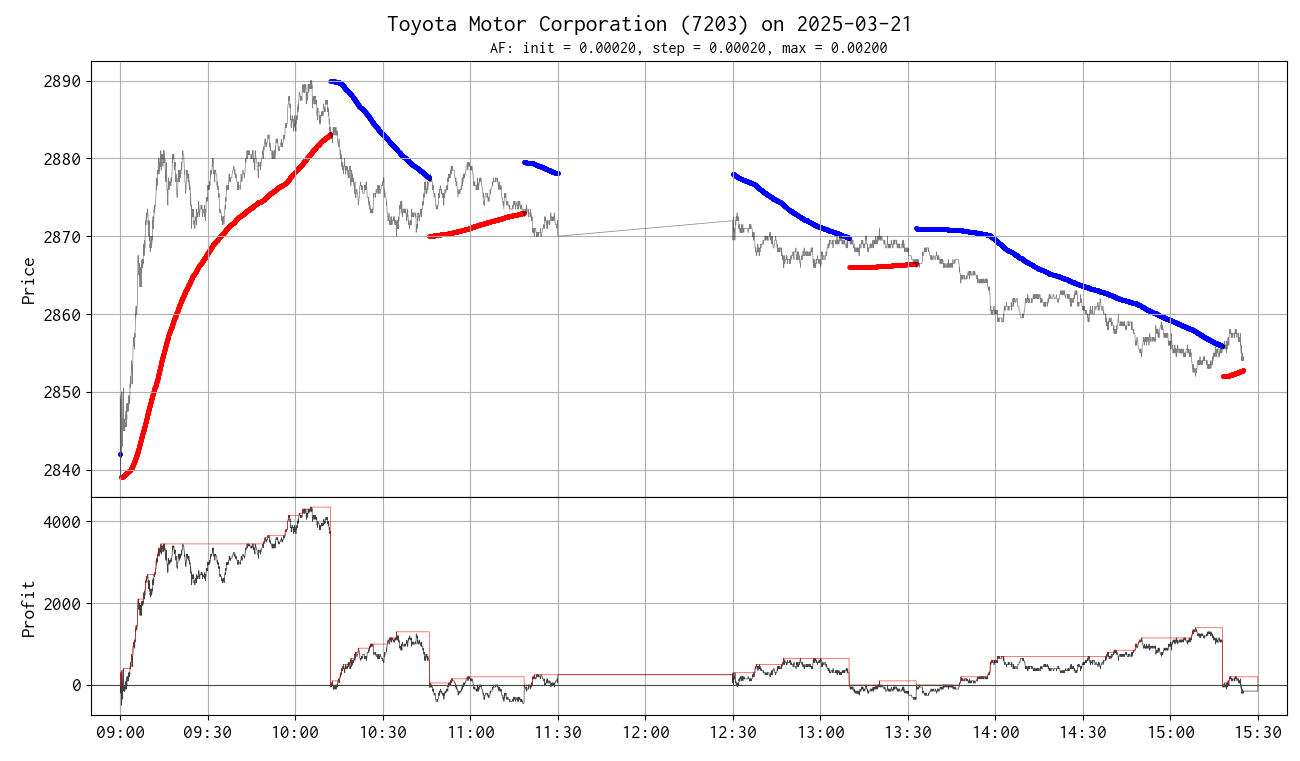 Toyota Motor Corporation (7203) on 2025-03-21
AF: init = 0.00020, step = 0.00020, max = 0.00200
Price
2890
2880
2870
2860
2850
2840
Profit
4000
2000
0
09:00 09:30 10:00 10:30 11:00 11:30 12:00 12:30 13:00 13:30 14:00 14:30 15:00 15:30